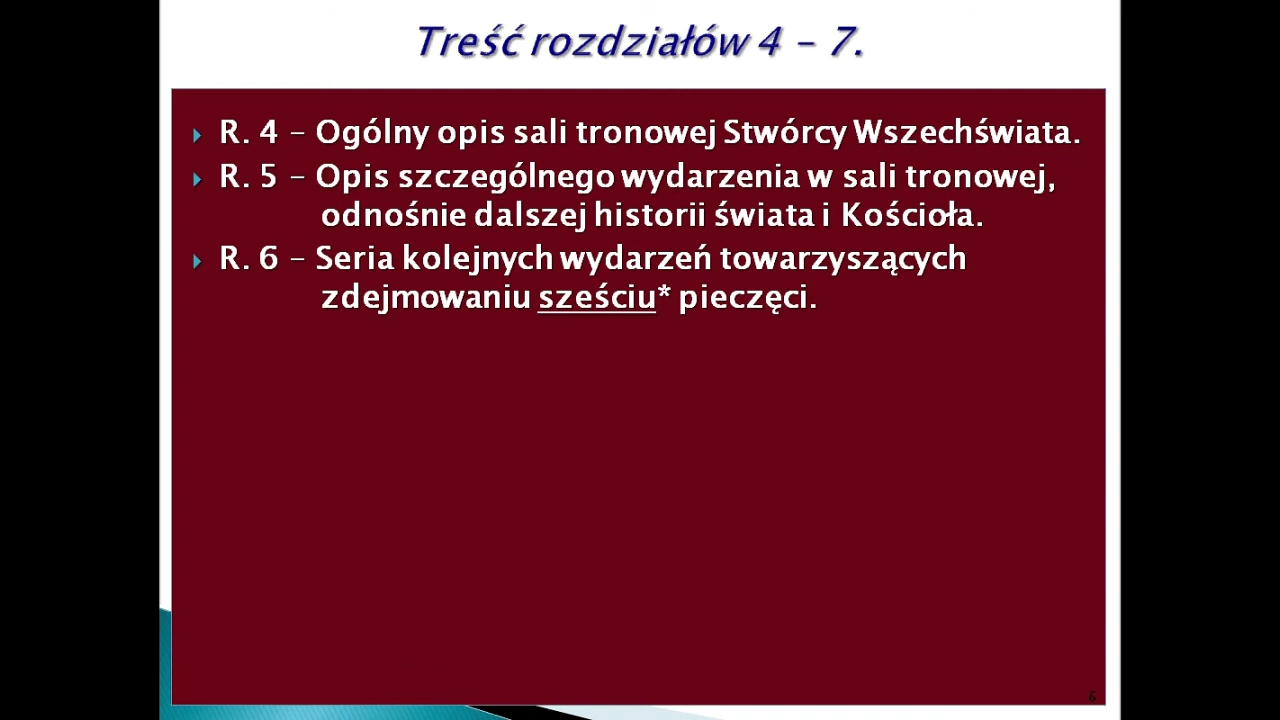 Treść rozdziałów 4 – 7.
R. 4 – Ogólny opis sali tronowej Stwórcy Wszechświata.
R. 5 – Opis szczególnego wydarzenia w sali tronowej,
odnośnie dalszej historii świata i Kościoła.
R. 6 – Seria kolejnych wydarzeń towarzyszących
zdejmowaniu sześciu* pieczęci.
6